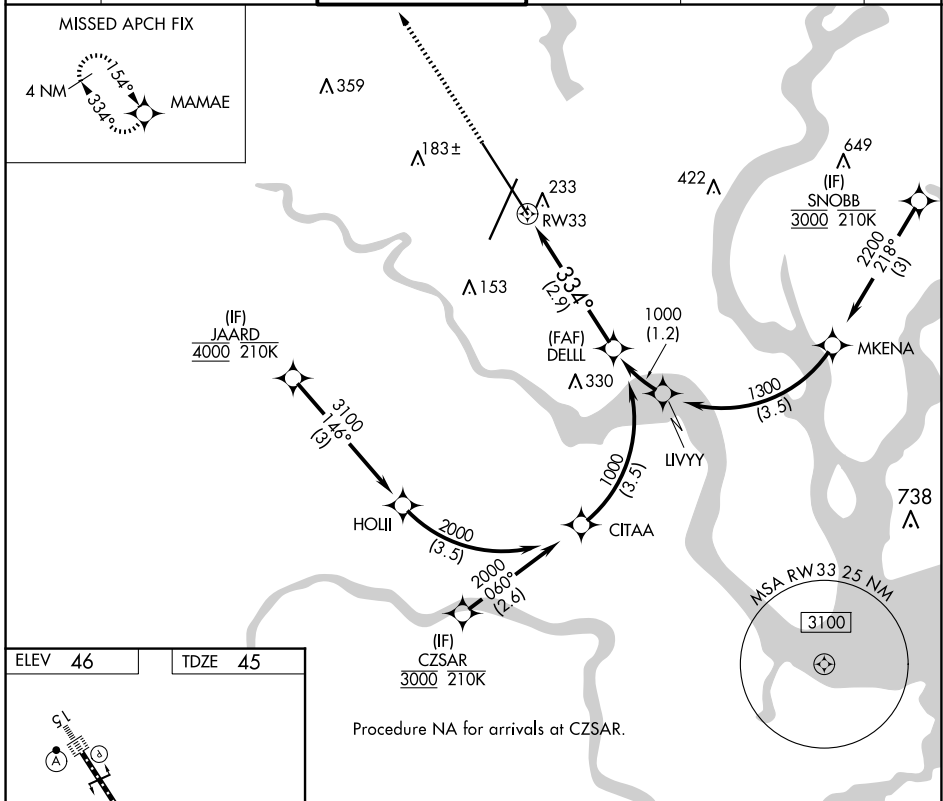 MISSED APCH FIX
4 NM
154°
334°
MAMAE
359
183±
233
RW33
422
649
(IF)
SNOBB
3000 210K
2200
218°
(3)
153
334°
(2.9)
(IF)
JAARD
4000 210K
(FAF)
DELLL
1000
(1.2)
MKENA
330
1300
(3.5)
3100
146°
(3)
LIVYY
1000
(3.5)
HOLII
2000
(3.5)
CITAA
738
2000
060°
(2.6)
(IF)
CZSAR
3000 210K
MSA RW33 25 NM
3100
Procedure NA for arrivals at CZSAR.
ELEV 46
TDZE 45
15
A
P